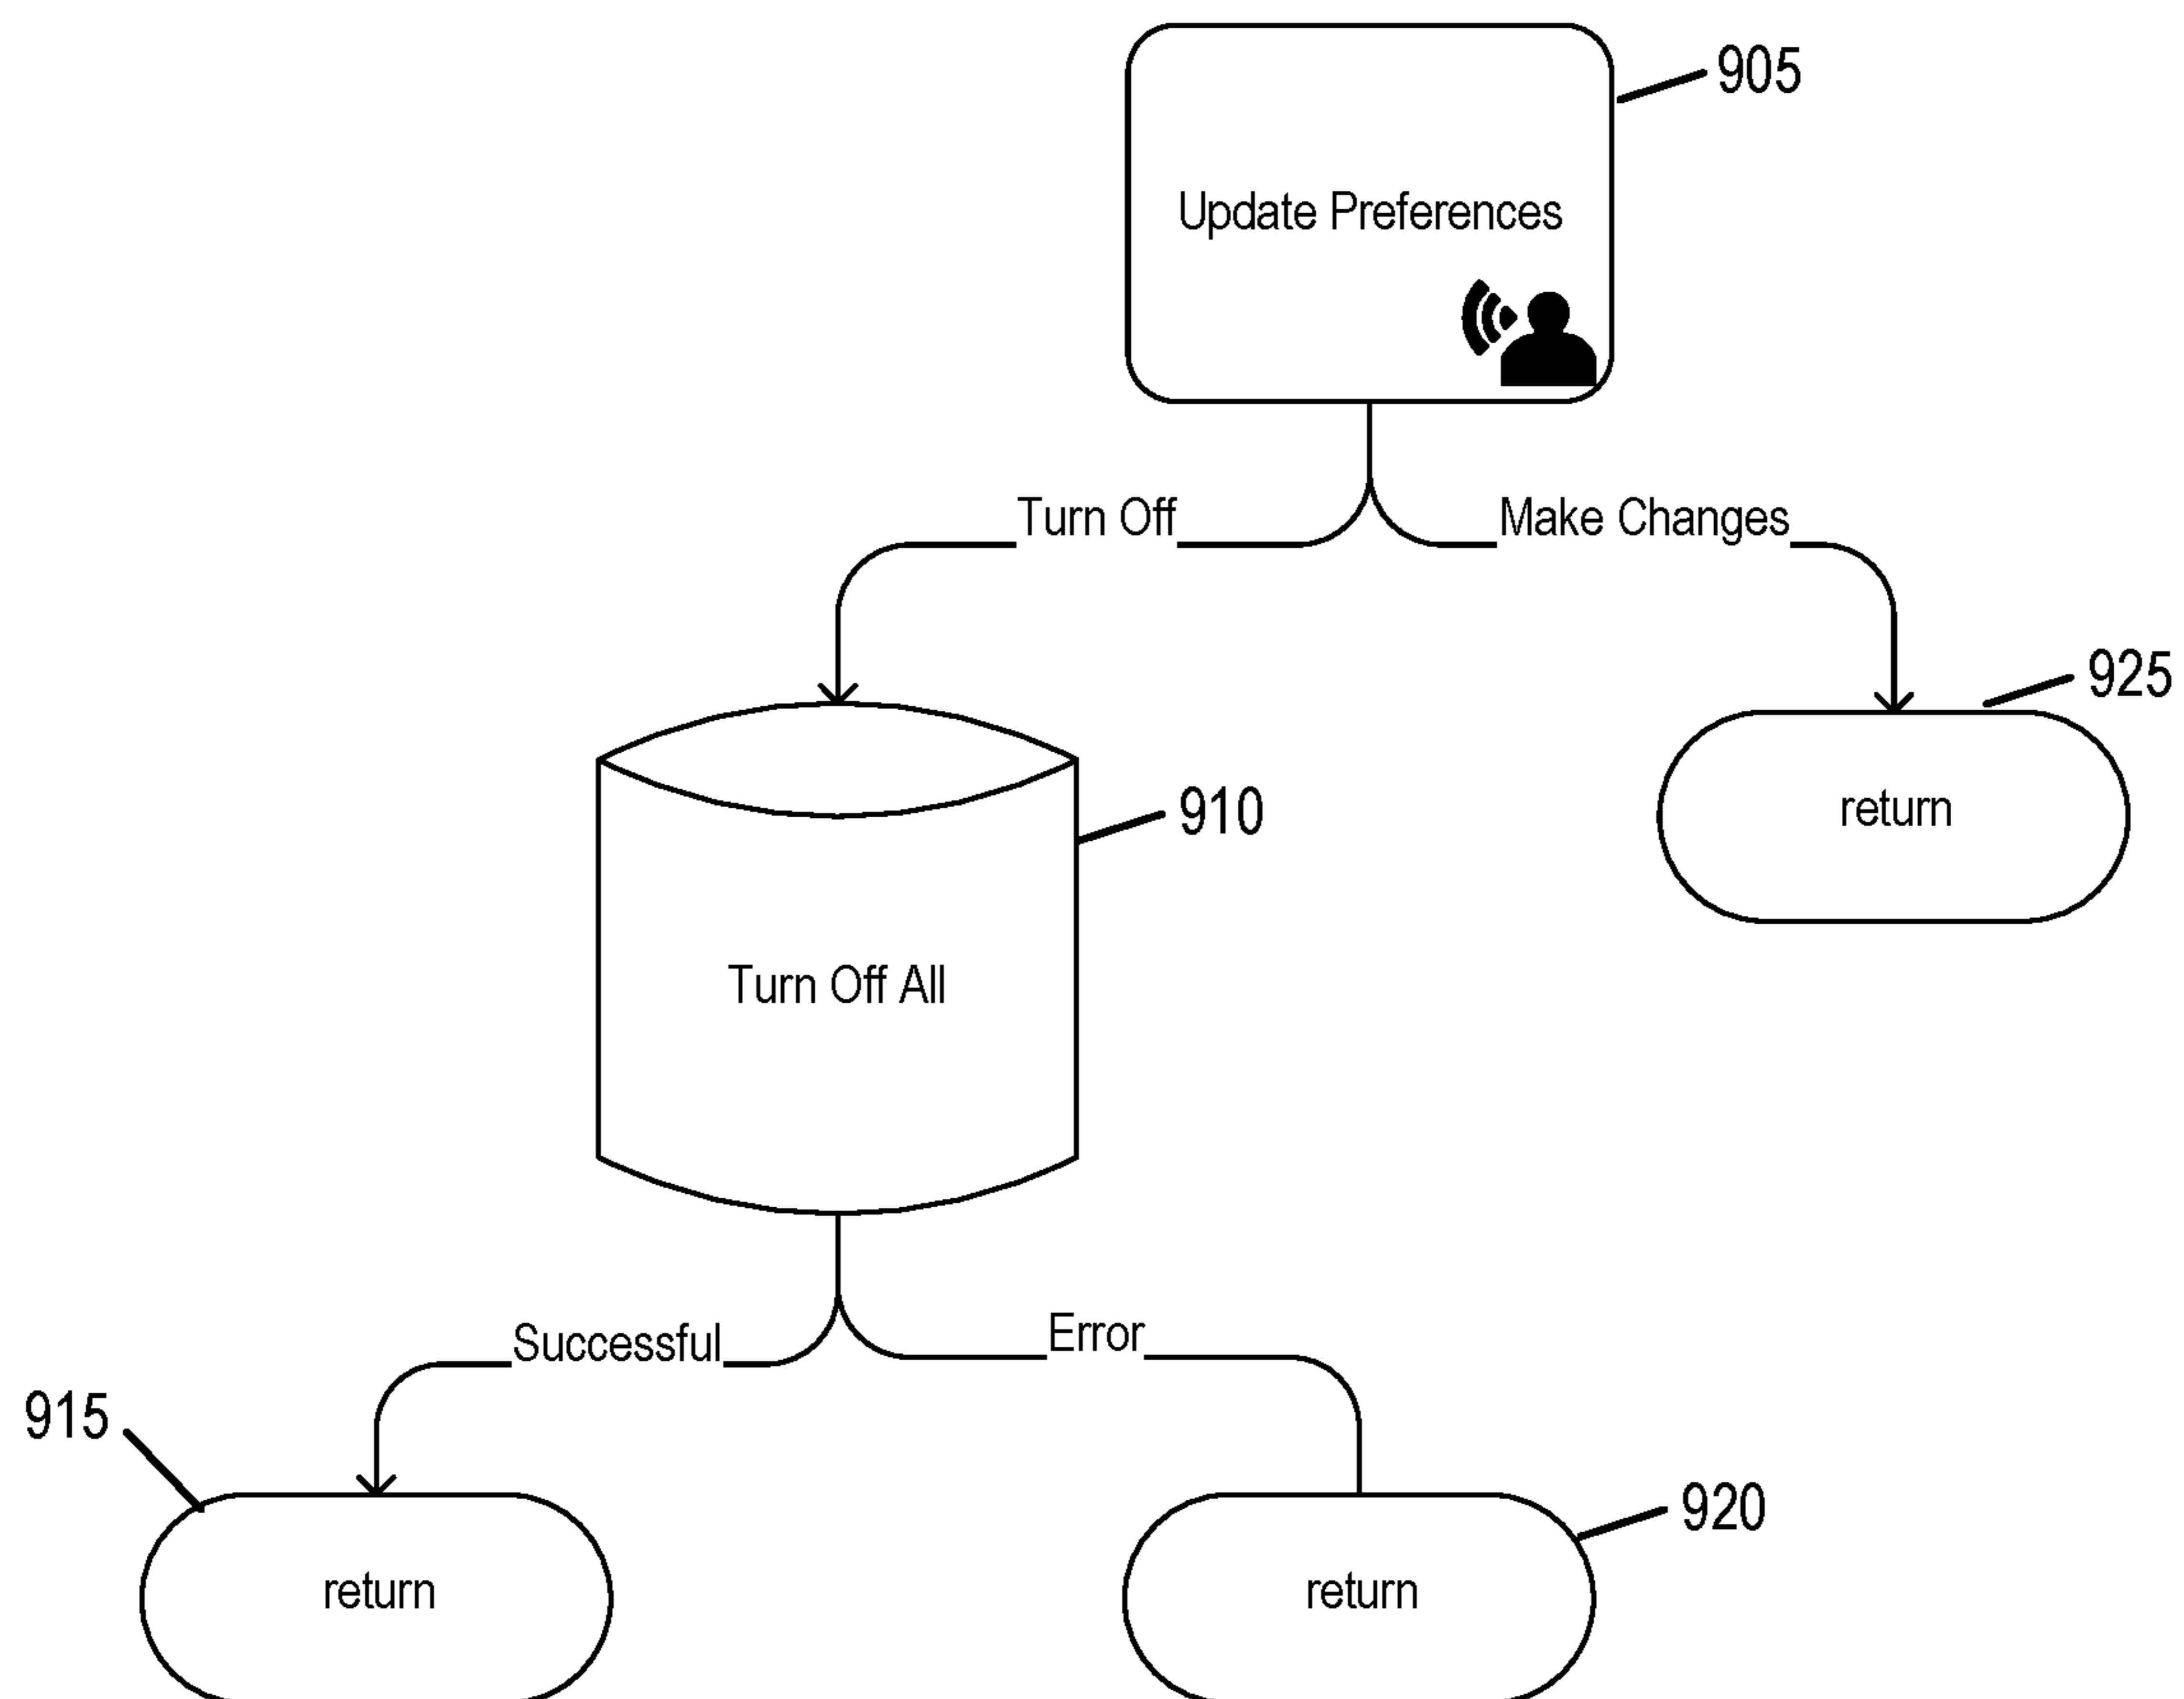 905
Update Preferences
Turn Off
Make Changes
925
910
return
Turn Off All
Successful
Error
915
920
return
return